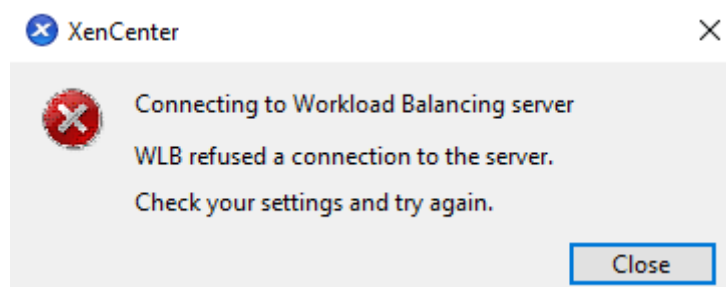 XenCenter
Connecting to Workload Balancing server
WLB refused a connection to the server.
Check your settings and try again.
Close